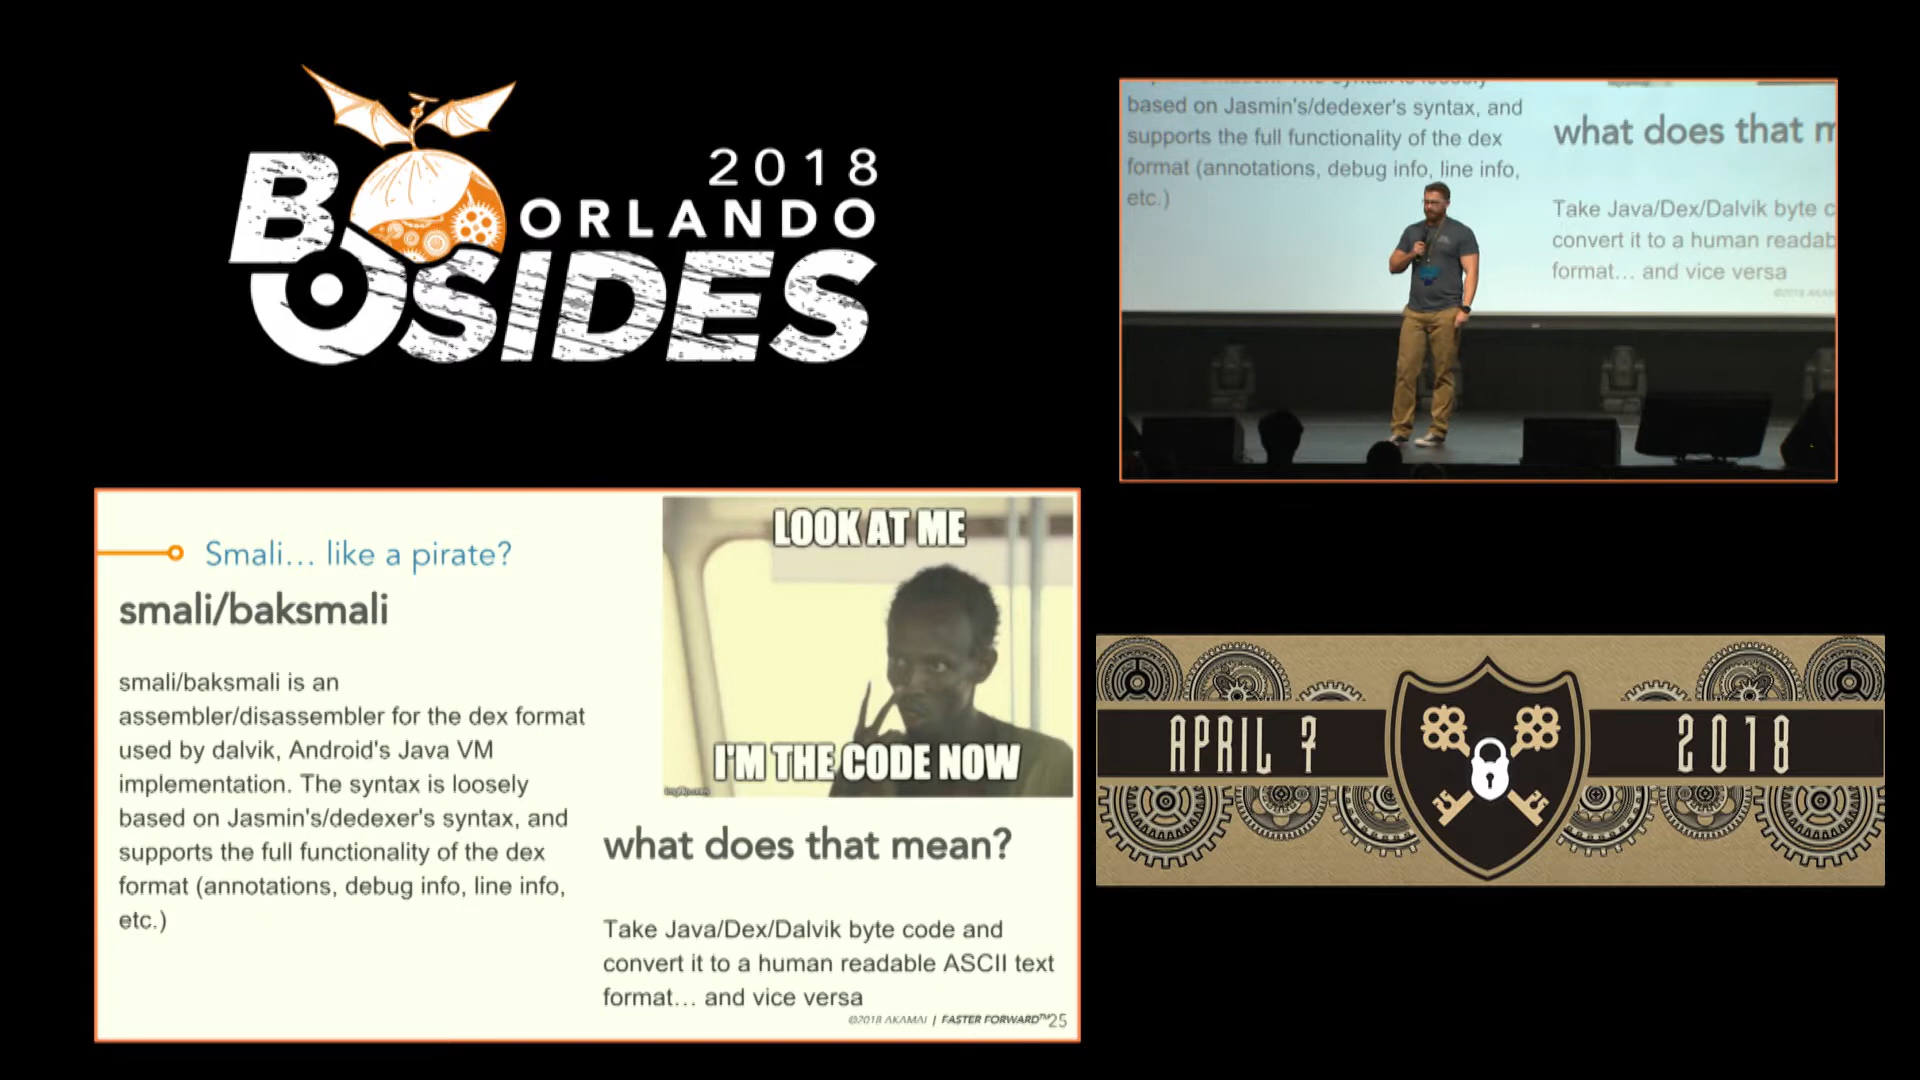 2018
ORLANDO
BSIDES
based on Jasmin's/dedexer's syntax, and
supports the full functionality of the dex
format (annotations, debug info, line info,
etc.)
what does that m
Take Java/Dex/Dalvik byte c
convert it to a human readab
format... and vice versa
Smali... like a pirate?
smali/baksmali
smali/baksmali is an
assembler/disassembler for the dex format
used by dalvik, Android's Java VM
implementation. The syntax is loosely
based on Jasmin's/dedexer's syntax, and
supports the full functionality of the dex
format (annotations, debug info, line info,
etc.)
LOOK AT ME
I'M THE CODE NOW
imgflip.com
what does that mean?
Take Java/Dex/Dalvik byte code and
convert it to a human readable ASCII text
format... and vice versa
©2018 AKAMAI | FASTER FORWARD™ 25
APRIL 7
2018